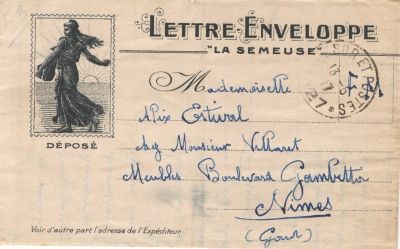 LETTRE-ENVELOPPE
"LA SEMEUSE"
Mademoiselle
Alix Estival
chez Monsieur Villaret
Meubles Boulevard Gambetta
Nimes
(Gard)
DÉPOSÉ
Voir d'autre part l'adresse de l'Expéditeur.